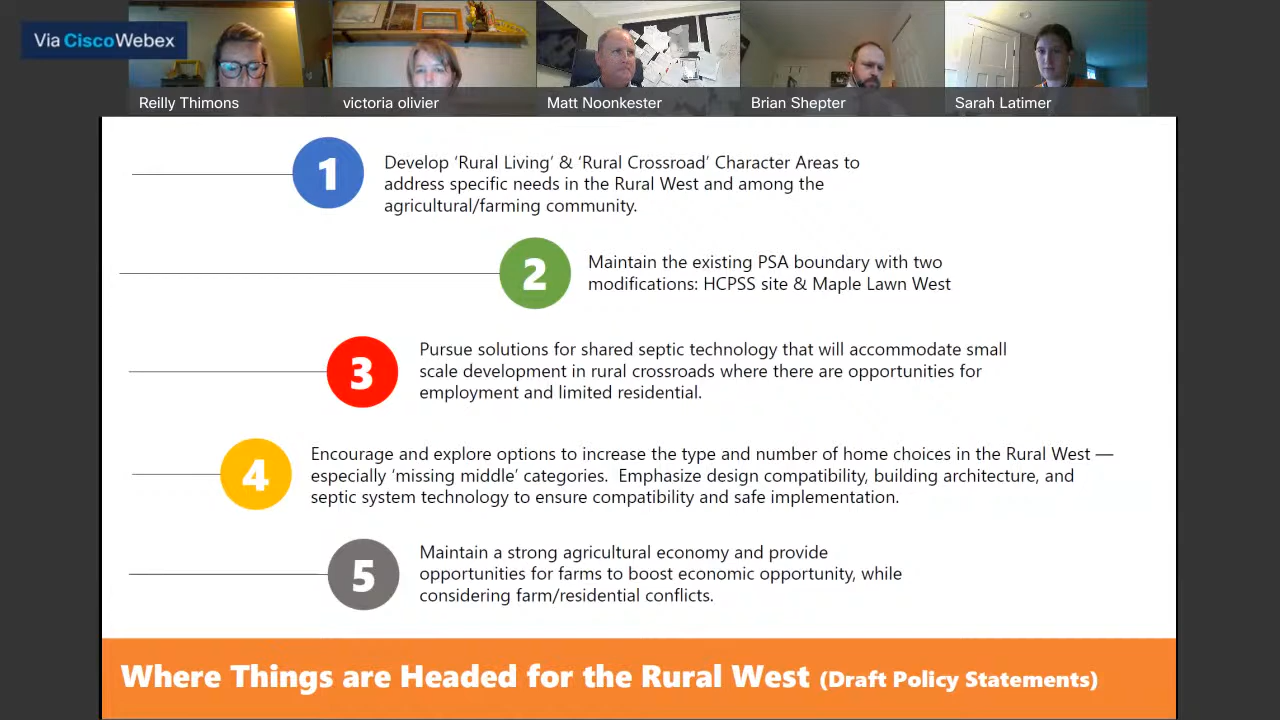 Via CiscoWebex
Reilly Thimons
victoria olivier
Matt Noonkester
Brian Shepter
Sarah Latimer
1
Develop ‘Rural Living’ & ‘Rural Crossroad’ Character Areas to
address specific needs in the Rural West and among the
agricultural/farming community.
2
Maintain the existing PSA boundary with two
modifications: HCPSS site & Maple Lawn West
3
Pursue solutions for shared septic technology that will accommodate small
scale development in rural crossroads where there are opportunities for
employment and limited residential.
4
Encourage and explore options to increase the type and number of home choices in the Rural West —
especially ‘missing middle’ categories.  Emphasize design compatibility, building architecture, and
septic system technology to ensure compatibility and safe implementation.
5
Maintain a strong agricultural economy and provide
opportunities for farms to boost economic opportunity, while
considering farm/residential conflicts.
Where Things are Headed for the Rural West (Draft Policy Statements)